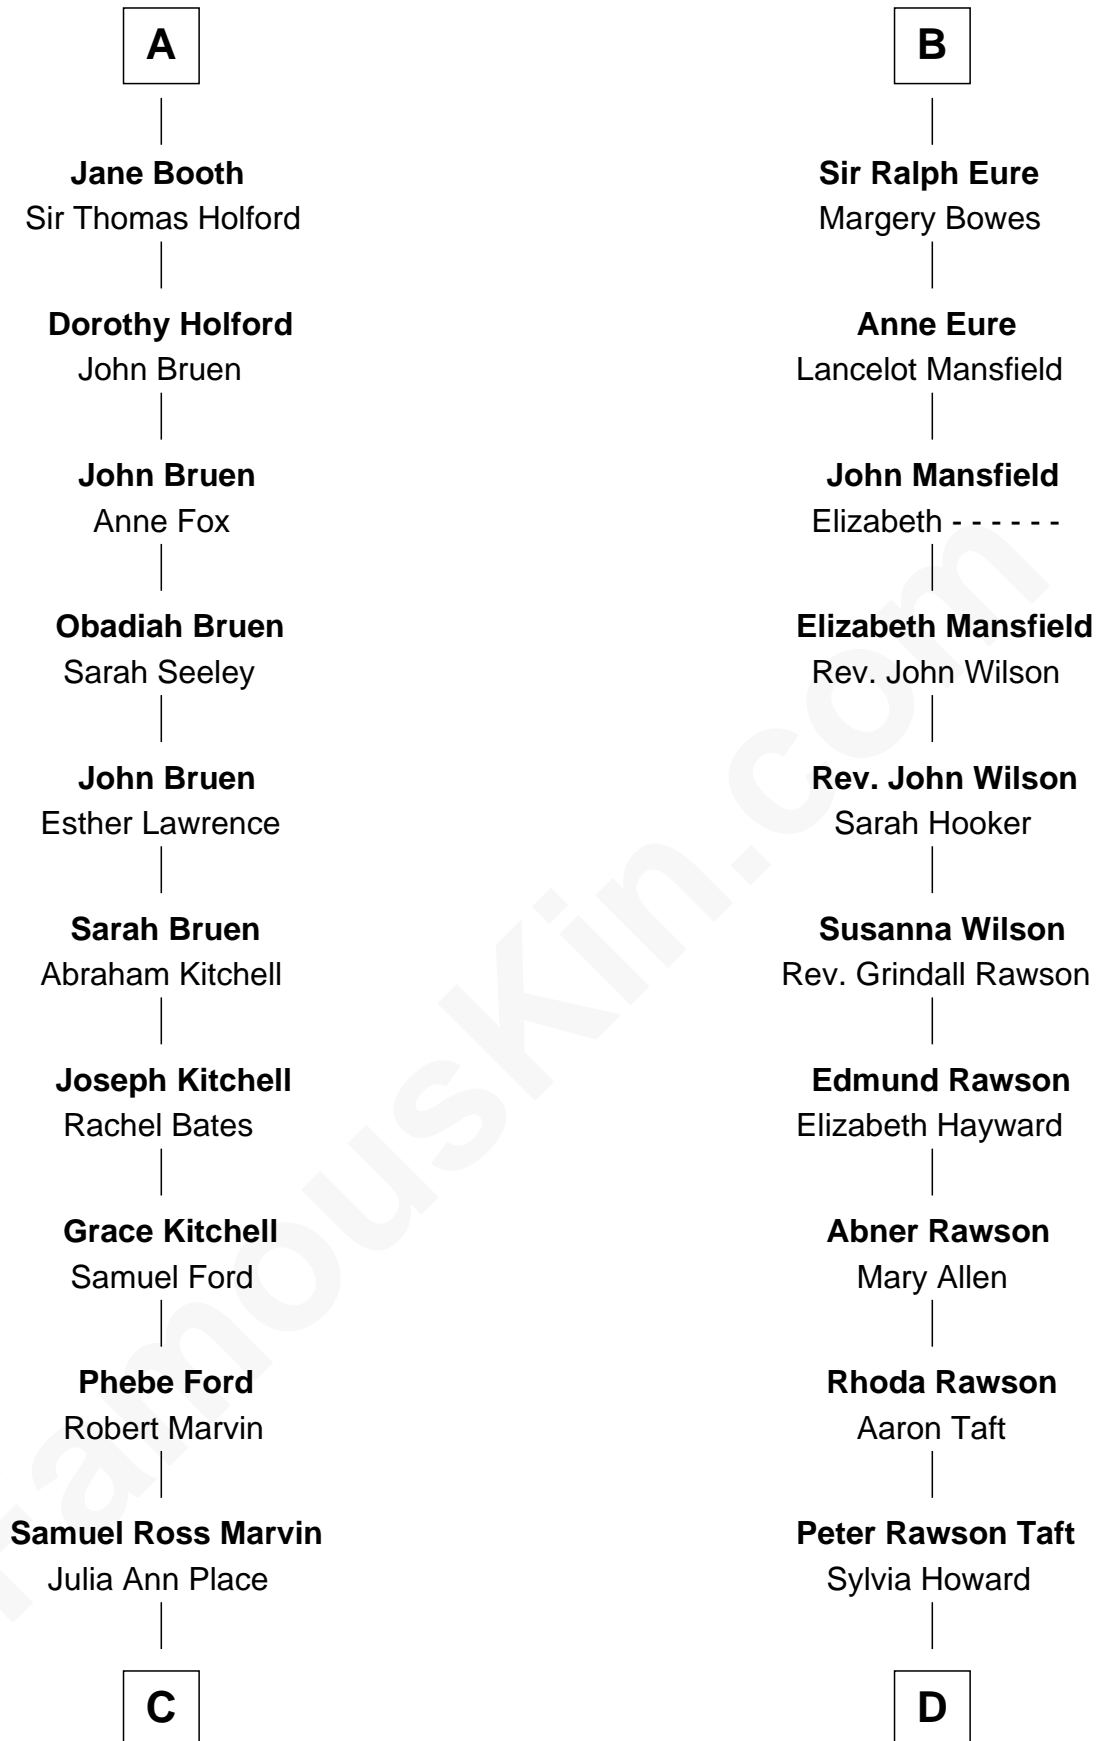 A
Jane Booth
Sir Thomas Holford
Dorothy Holford
John Bruen
John Bruen
Anne Fox
Obadiah Bruen
Sarah Seeley
John Bruen
Esther Lawrence
Sarah Bruen
Abraham Kitchell
Joseph Kitchell
Rachel Bates
Grace Kitchell
Samuel Ford
Phebe Ford
Robert Marvin
Samuel Ross Marvin
Julia Ann Place
C
B
Sir Ralph Eure
Margery Bowes
Anne Eure
Lancelot Mansfield
John Mansfield
Elizabeth - - - - - -
Elizabeth Mansfield
Rev. John Wilson
Rev. John Wilson
Sarah Hooker
Susanna Wilson
Rev. Grindall Rawson
Edmund Rawson
Elizabeth Hayward
Abner Rawson
Mary Allen
Rhoda Rawson
Aaron Taft
Peter Rawson Taft
Sylvia Howard
D
FamousKin.com